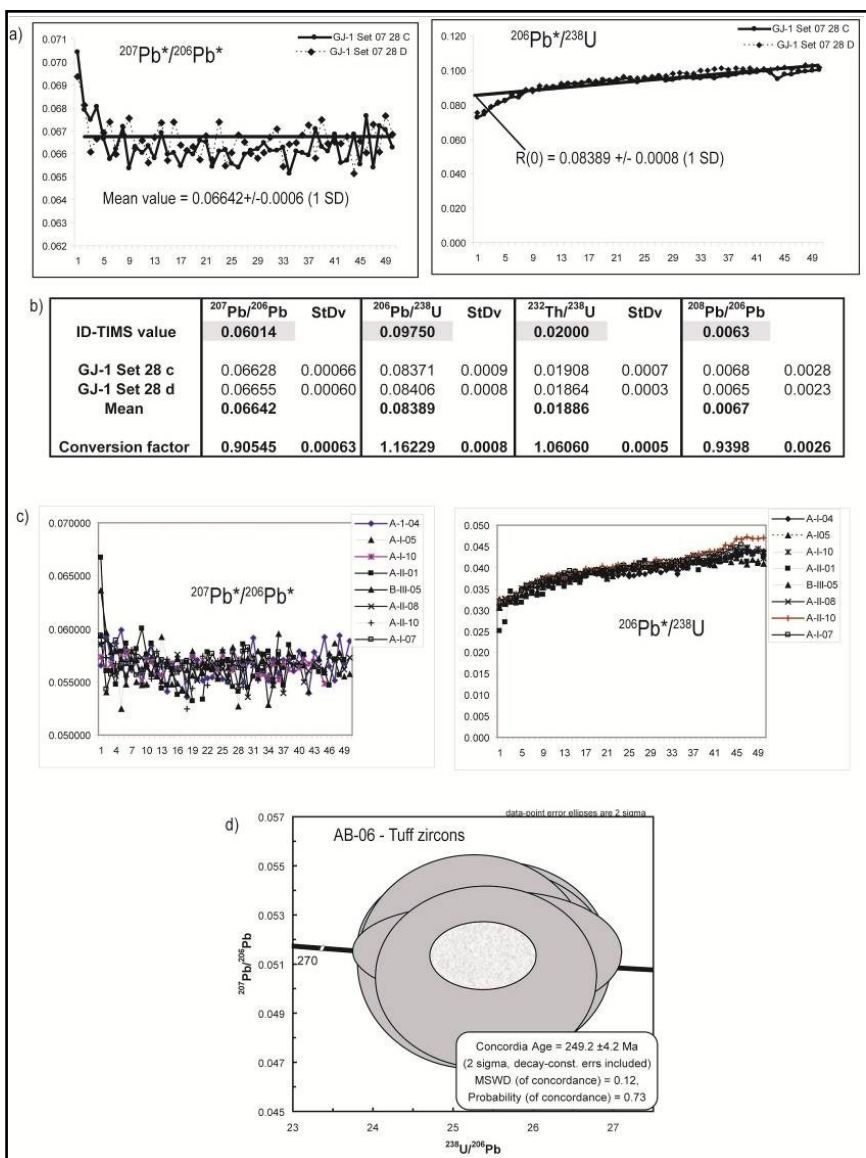 a)
0.071
0.070
0.069
0.068
0.067
0.066
0.065
0.064
0.063
0.062
1 5 9 13 17 21 25 29 33 37 41 45 49
207Pb*/206Pb*
GJ-1 Set 07 28 C
GJ-1 Set 07 28 D
Mean value = 0.06642+/-0.0006 (1 SD)
0.120
0.100
0.080
0.060
0.040
0.020
0.000
1 5 9 13 17 21 25 29 33 37 41 45 49
206Pb*/238U
GJ-1 Set 07 28 C
GJ-1 Set 07 28 D
R(0) = 0.08389 +/- 0.0008 (1 SD)
b)
207Pb/206Pb StDv 206Pb/238U StDv 232Th/238U StDv 208Pb/206Pb
ID-TIMS value 0.06014 0.09750 0.02000 0.0063
GJ-1 Set 28 c 0.06628 0.00066 0.08371 0.0009 0.01908 0.0007 0.0068 0.0028
GJ-1 Set 28 d 0.06655 0.00060 0.08406 0.0008 0.01864 0.0003 0.0065 0.0023
Mean 0.06642 0.08389 0.01886 0.0067
Conversion factor 0.90545 0.00063 1.16229 0.0008 1.06060 0.0005 0.9398 0.0026
c)
0.070000
0.065000
0.060000
0.055000
0.050000
1 4 7 10 13 16 19 22 25 28 31 34 37 40 43 46 49
207Pb*/206Pb*
A-1-04
A-I-05
A-I-10
A-II-01
B-III-05
A-II-08
A-II-10
A-I-07
0.050
0.045
0.040
0.035
0.030
0.025
0.020
0.015
0.010
0.005
0.000
1 5 9 13 17 21 25 29 33 37 41 45 49
206Pb*/238U
A-I-04
A-I05
A-I-10
A-II-01
B-III-05
A-II-08
A-II-10
A-I-07
d)
data-point error ellipses are 2 sigma
AB-06 - Tuff zircons
0.057
0.055
0.053
0.051
0.049
0.047
0.045
207Pb/206Pb
270
Concordia Age = 249.2 ±4.2 Ma
(2 sigma, decay-const. errs included)
MSWD (of concordance) = 0.12,
Probability (of concordance) = 0.73
23 24 25 26 27
238U/206Pb